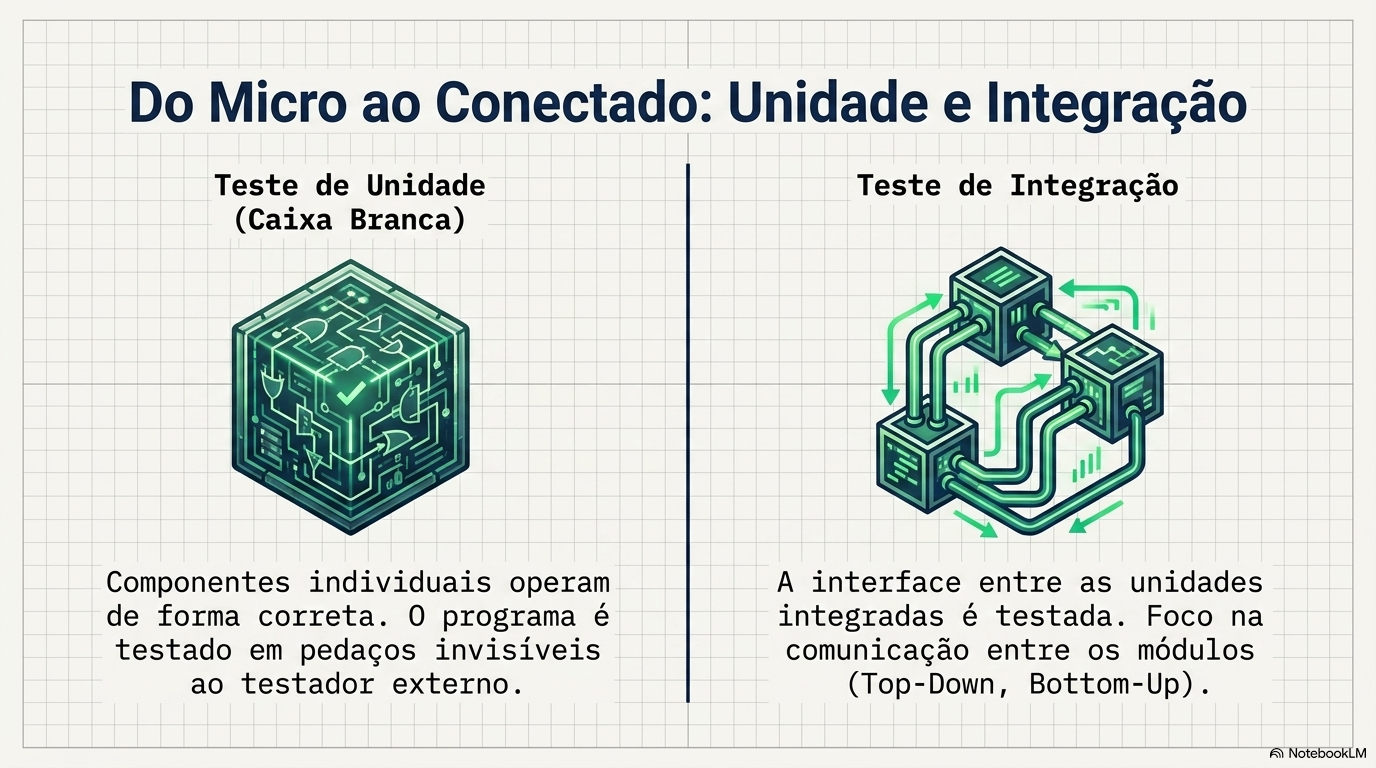 Do Micro ao Conectado: Unidade e Integração
Teste de Unidade
(Caixa Branca)
Componentes individuais operam
de forma correta. O programa é
testado em pedaços invisíveis
ao testador externo.
Teste de Integração
A interface entre as unidades
integradas é testada. Foco na
comunicação entre os módulos
(Top-Down, Bottom-Up).
NotebookLM